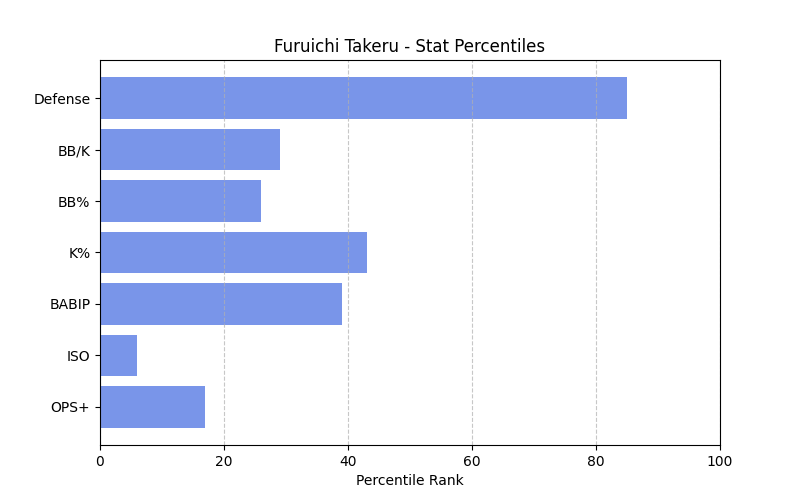 Furuichi Takeru - Stat Percentiles
Defense
BB/K
BB%
K%
BABIP
ISO
OPS+
0 20 40 60 80 100
Percentile Rank